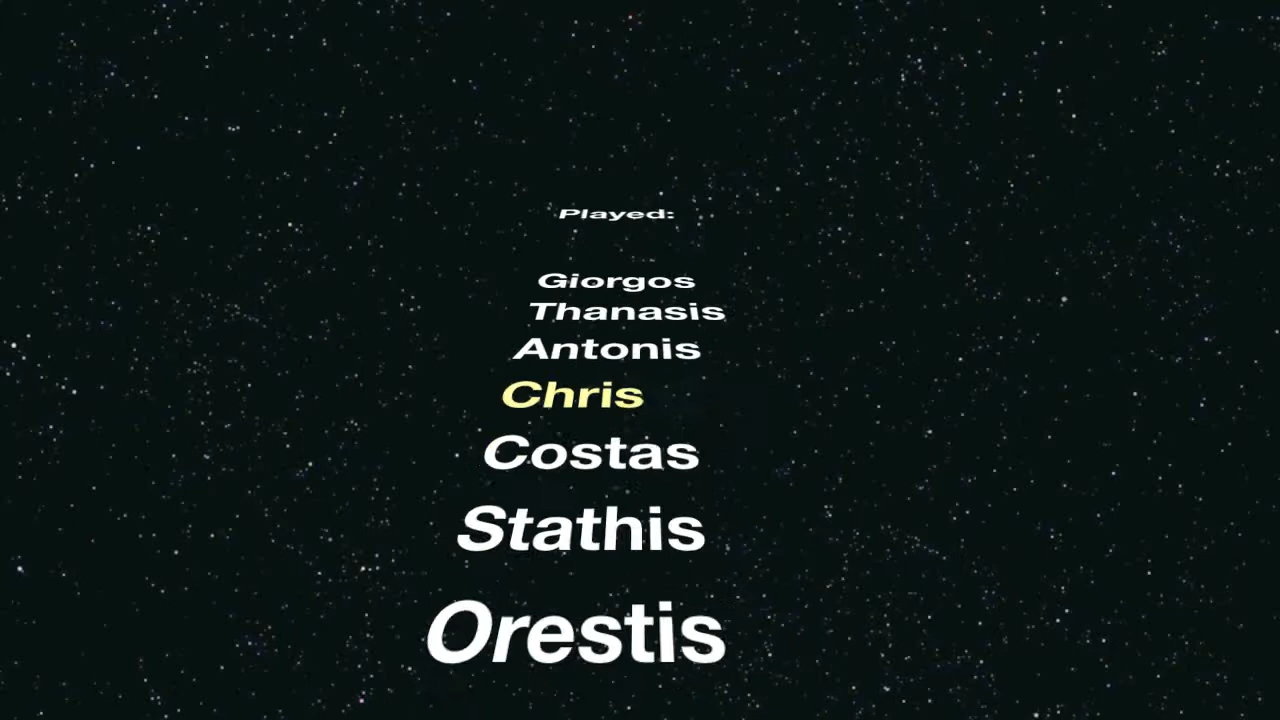 Played:
Giorgos
Thanasis
Antonis
Chris
Costas
Stathis
Orestis